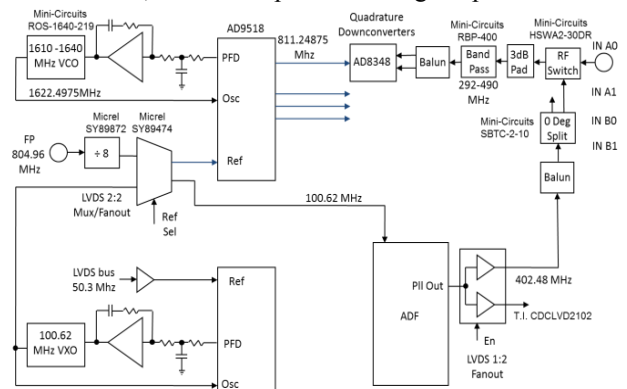 Mini-Circuits
ROS-1640-219
1610 -1640
MHz VCO
1622.4975MHz
AD9518
PFD
Osc
Ref
811.24875
Mhz
Quadrature
Downconverters
AD8348
Balun
Mini-Circuits
RBP-400
Band
Pass
292-490
MHz
3dB
Pad
Mini-Circuits
HSWA2-30DR
RF
Switch
IN A0
IN A1
IN B0
IN B1
Mini-Circuits
SBTC-2-10
0 Deg
Split
Balun
FP
804.96
MHz
Micrel
SY89872
÷ 8
Micrel
SY89474
LVDS 2:2
Mux/Fanout
Ref
Sel
100.62 MHz
LVDS bus
50.3 Mhz
Ref
PFD
Osc
100.62
MHz VXO
Pll Out
ADF
402.48 MHz
T.I. CDCLVD2102
En
LVDS 1:2
Fanout